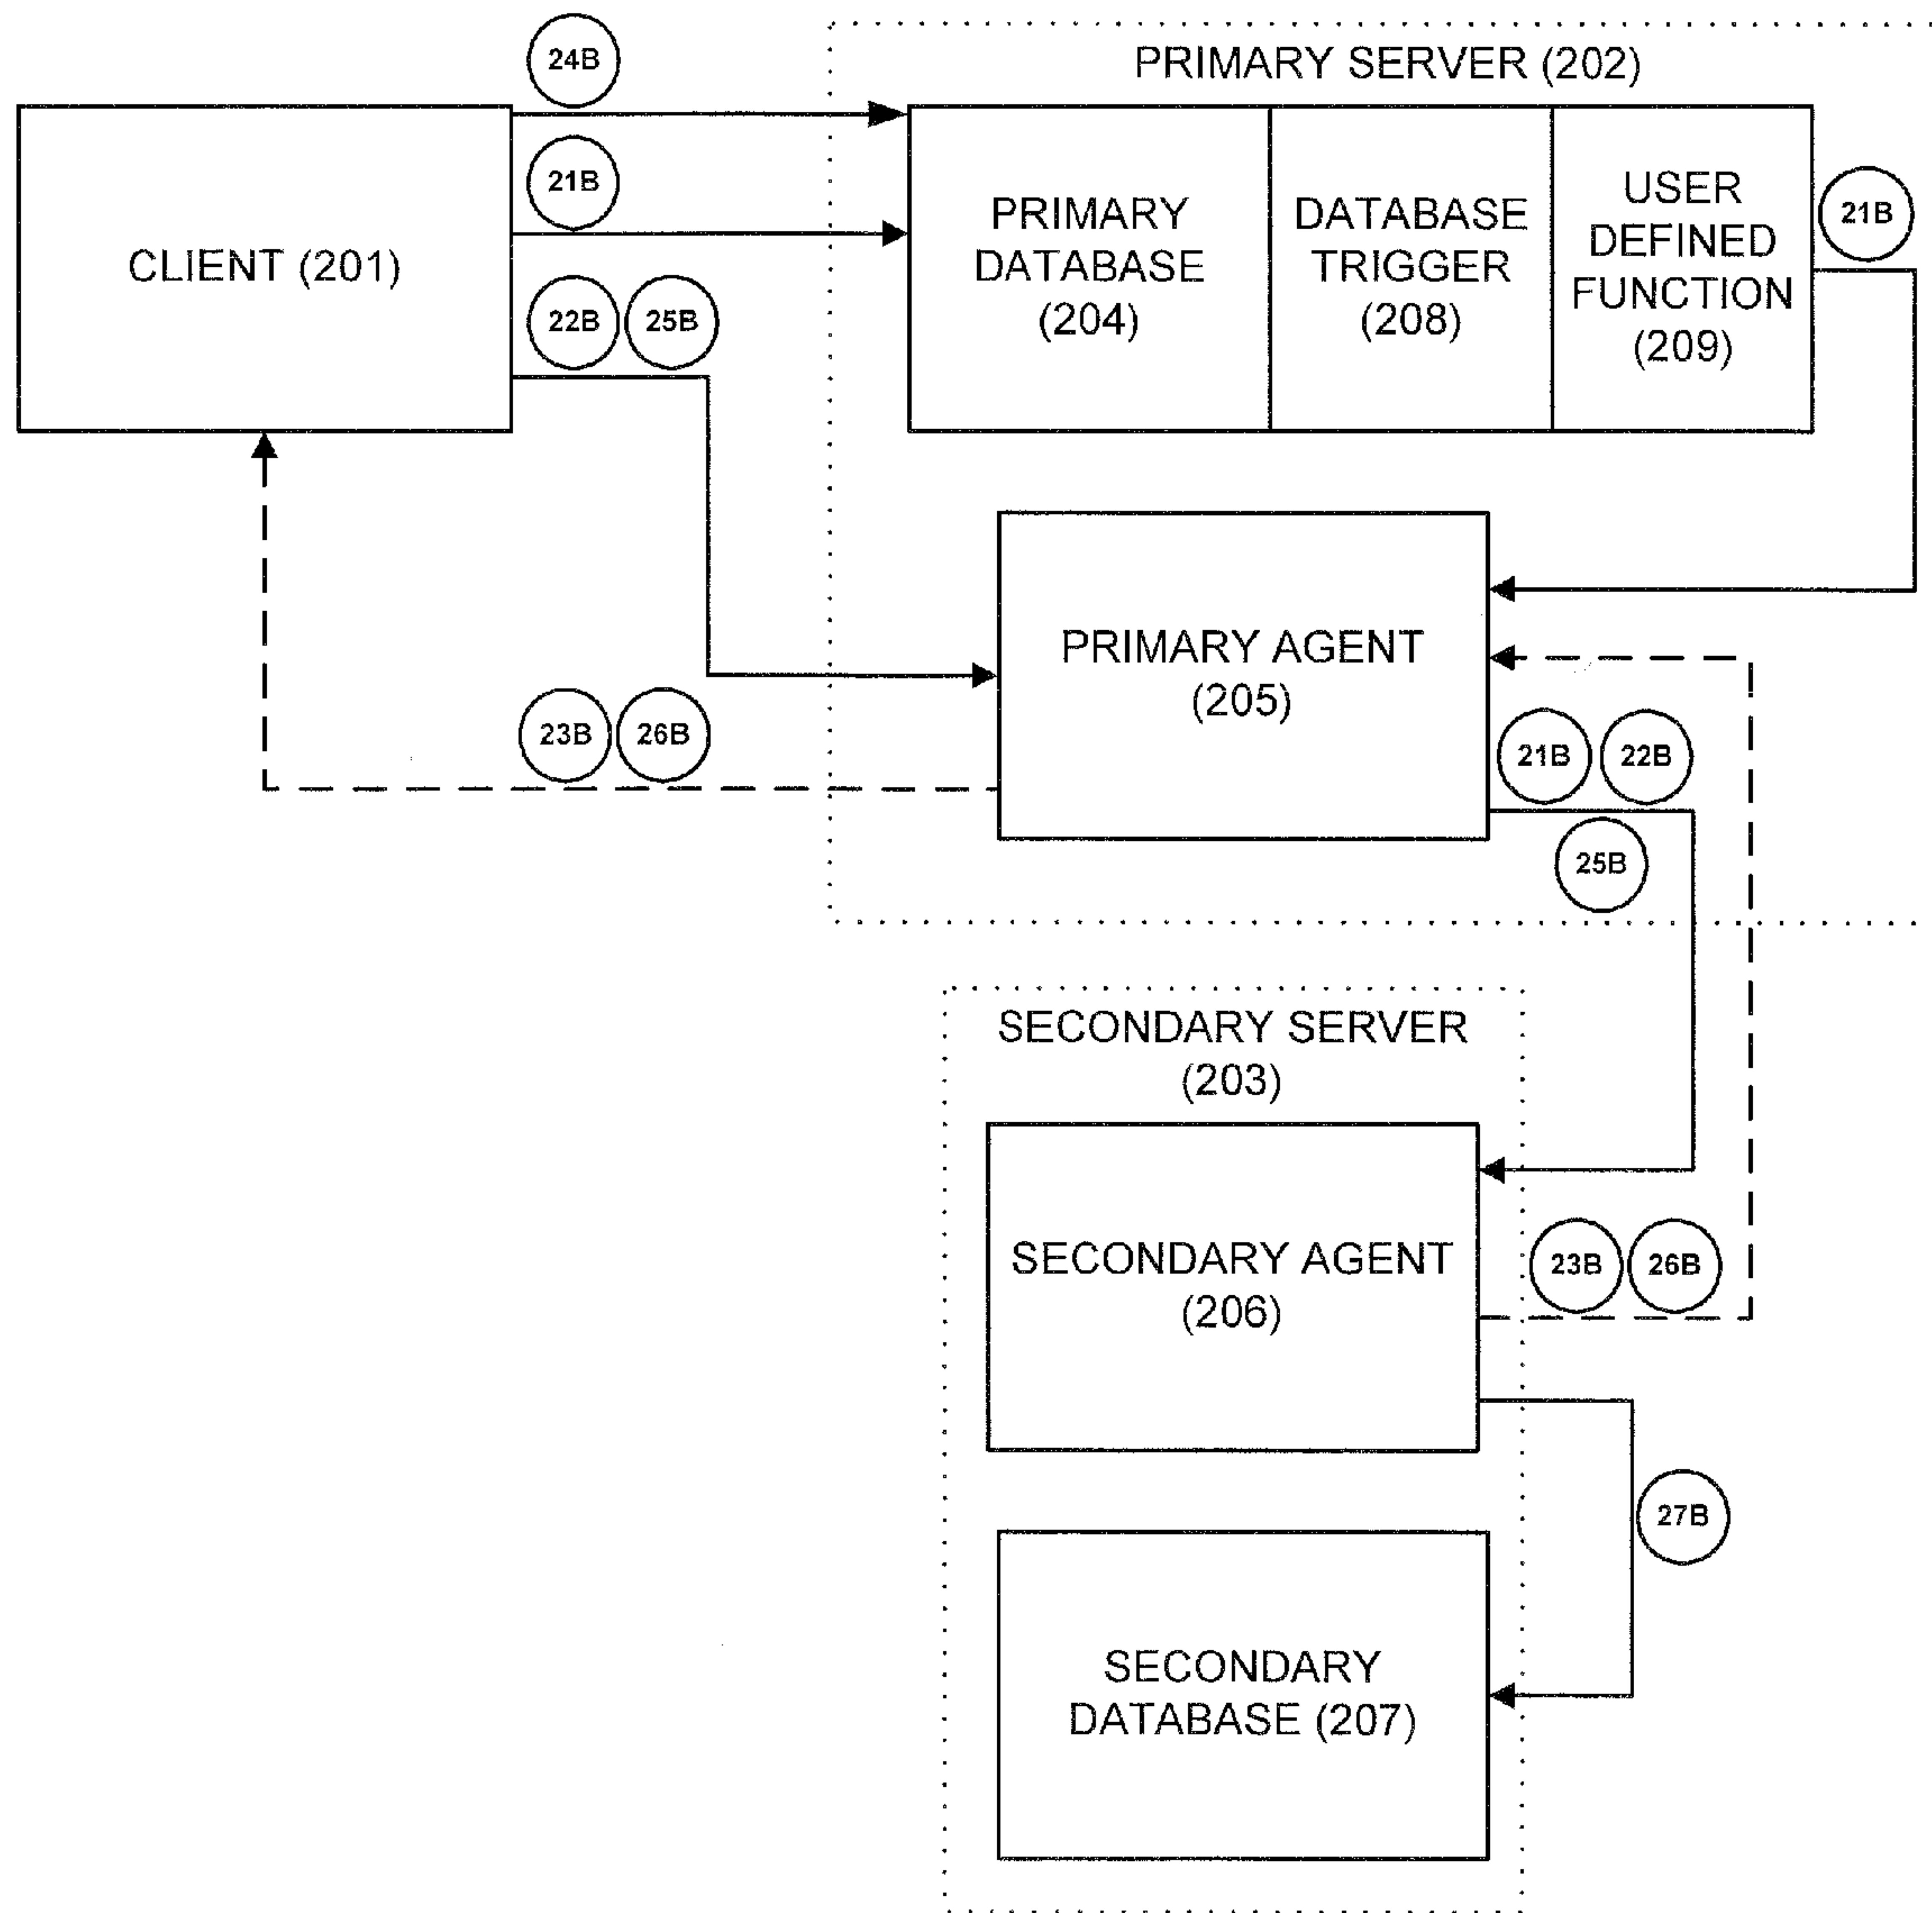 24B
PRIMARY SERVER (202)
21B
CLIENT (201)
22B 25B
PRIMARY
DATABASE
(204)
DATABASE
TRIGGER
(208)
USER
DEFINED
FUNCTION
(209)
21B
PRIMARY AGENT
(205)
23B 26B
21B 22B
25B
SECONDARY SERVER
(203)
SECONDARY AGENT
(206)
23B 26B
27B
SECONDARY
DATABASE (207)